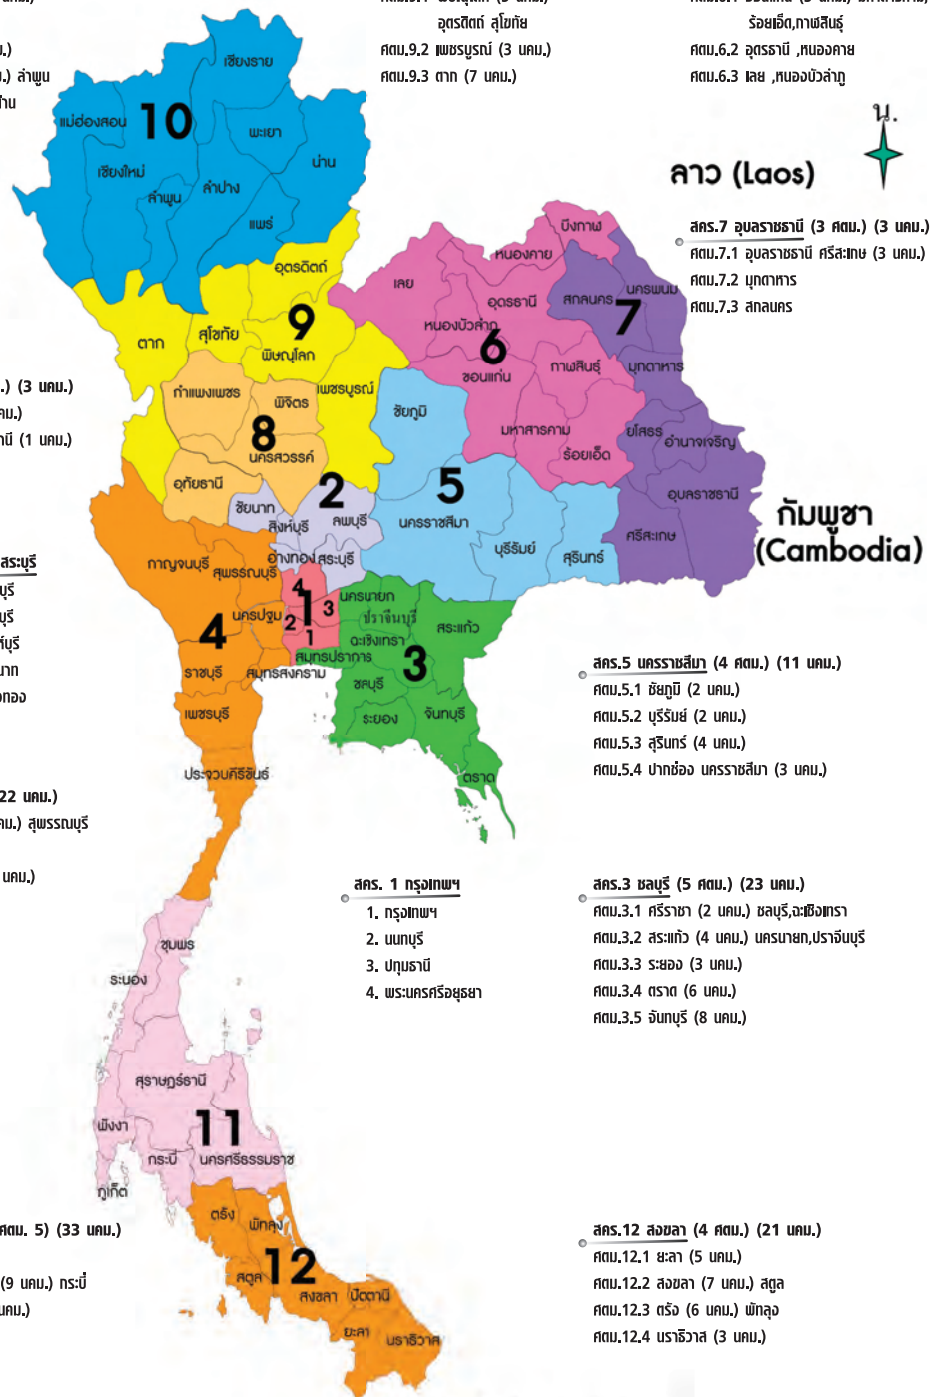 อุตรดิตถ์ สุโขทัย
ศตม.9.2 เพชรบูรณ์ (3 นคม.)
ศตม.9.3 ตาก (7 นคม.)
ร้อยเอ็ด,กาฬสินธุ์
ศตม.6.2 อุดรธานี ,หนองคาย
ศตม.6.3 เลย ,หนองบัวลำภู
ม.)
ม.) ลำพูน
น่าน
น.
ลาว (Laos)
สคร.7 อุบลราชธานี (3 ศตม.) (3 นคม.)
ศตม.7.1 อุบลราชธานี ศรีสะเกษ (3 นคม.)
ศตม.7.2 มุกดาหาร
ศตม.7.3 สกลนคร
เชียงราย
แม่ฮ่องสอน
10
พะเยา
เชียงใหม่
น่าน
ลำพูน
ลำปาง
แพร่
อุตรดิตถ์
ตาก
สุโขทัย
9
พิษณุโลก
เพชรบูรณ์
บึงกาฬ
หนองคาย
เลย
อุดรธานี
สกลนคร
นครพนม
หนองบัวลำภู
6
7
ขอนแก่น
กาฬสินธุ์
มุกดาหาร
มหาสารคาม
ยโสธร
ร้อยเอ็ด
อำนาจเจริญ
อุบลราชธานี
ศรีสะเกษ
.) (3 นคม.)
คม.)
านี (1 นคม.)
กำแพงเพชร
พิจิตร
8
นครสวรรค์
อุทัยธานี
ชัยภูมิ
5
นครราชสีมา
บุรีรัมย์
สุรินทร์
2
ชัยนาท
สิงห์บุรี
ลพบุรี
อ่างทอง
สระบุรี
กัมพูชา
(Cambodia)
สระบุรี
บุรี
บุรี
ห์บุรี
นาท
งทอง
กาญจนบุรี
สุพรรณบุรี
4
1
2
3
1
นครปฐม
4
ราชบุรี
สมุทรสงคราม
เพชรบุรี
ประจวบคีรีขันธ์
นครนายก
ปราจีนบุรี
ฉะเชิงเทรา
สระแก้ว
สมุทรปราการ
3
ชลบุรี
ระยอง
จันทบุรี
ตราด
สคร.5 นครราชสีมา (4 ศตม.) (11 นคม.)
ศตม.5.1 ชัยภูมิ (2 นคม.)
ศตม.5.2 บุรีรัมย์ (2 นคม.)
ศตม.5.3 สุรินทร์ (4 นคม.)
ศตม.5.4 ปากช่อง นครราชสีมา (3 นคม.)
22 นคม.)
คม.) สุพรรณบุรี
นคม.)
สคร. 1 กรุงเทพฯ
1. กรุงเทพฯ
2. นนทบุรี
3. ปทุมธานี
4. พระนครศรีอยุธยา
สคร.3 ชลบุรี (5 ศตม.) (23 นคม.)
ศตม.3.1 ศรีราชา (2 นคม.) ชลบุรี,ฉะเชิงเทรา
ศตม.3.2 สระแก้ว (4 นคม.) นครนายก,ปราจีนบุรี
ศตม.3.3 ระยอง (3 นคม.)
ศตม.3.4 ตราด (6 นคม.)
ศตม.3.5 จันทบุรี (8 นคม.)
ชุมพร
ระนอง
สุราษฎร์ธานี
พังงา
11
กระบี่
นครศรีธรรมราช
ภูเก็ต
ศตม. 5) (33 นคม.)
(9 นคม.) กระบี่
นคม.)
ตรัง
พัทลุง
12
สตูล
สงขลา
ปัตตานี
ยะลา
นราธิวาส
สคร.12 สงขลา (4 ศตม.) (21 นคม.)
ศตม.12.1 ยะลา (5 นคม.)
ศตม.12.2 สงขลา (7 นคม.) สตูล
ศตม.12.3 ตรัง (6 นคม.) พัทลุง
ศตม.12.4 นราธิวาส (3 นคม.)